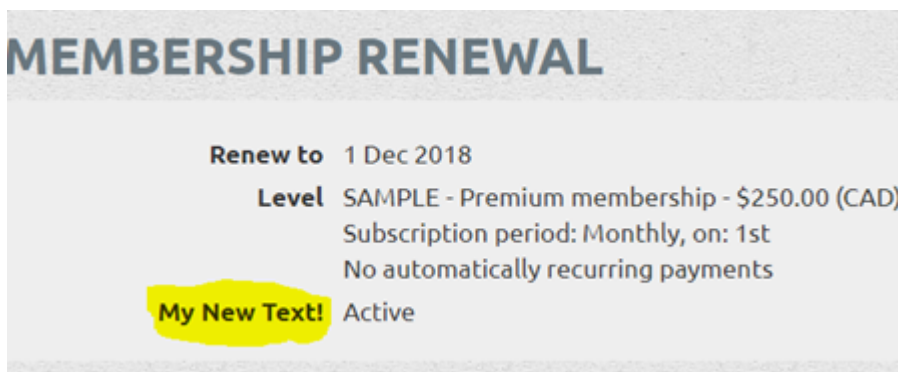 MEMBERSHIP RENEWAL
Renew to 1 Dec 2018
Level SAMPLE - Premium membership - $250.00 (CAD)
Subscription period: Monthly, on: 1st
No automatically recurring payments
My New Text! Active